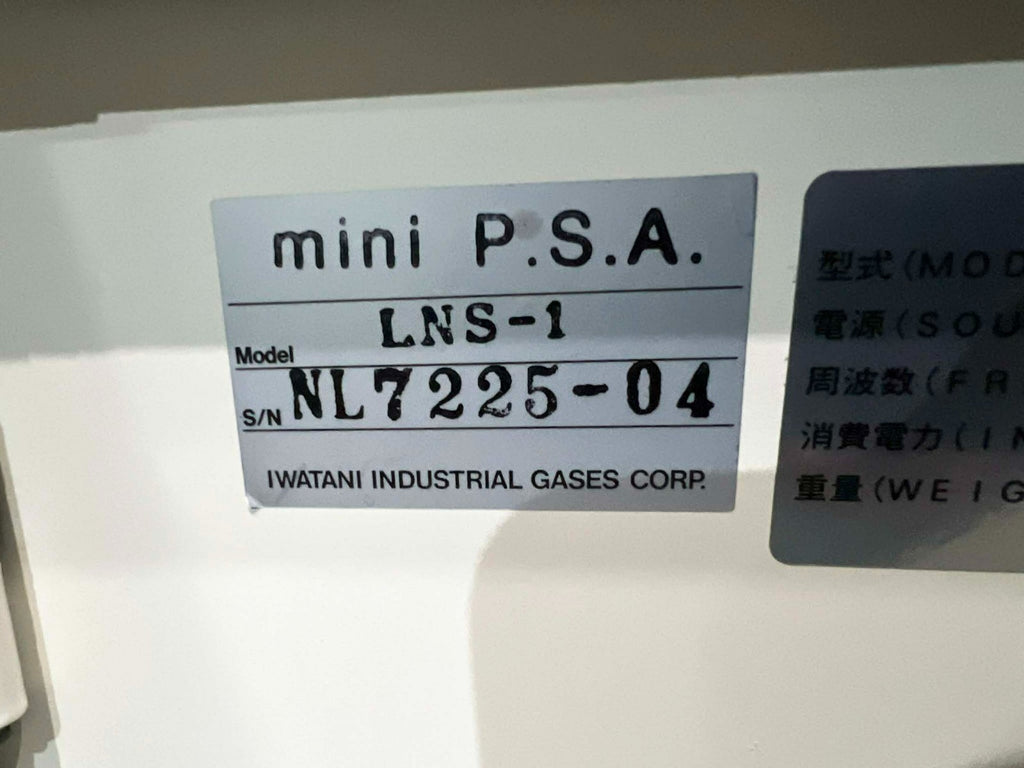 mini P.S.A.
Model LNS-1
S/N NL7225-04
IWATANI INDUSTRIAL GASES CORP.
型式(MOD
電源(SOU
周波数(FR
消費電力(IN
重量(WEIG